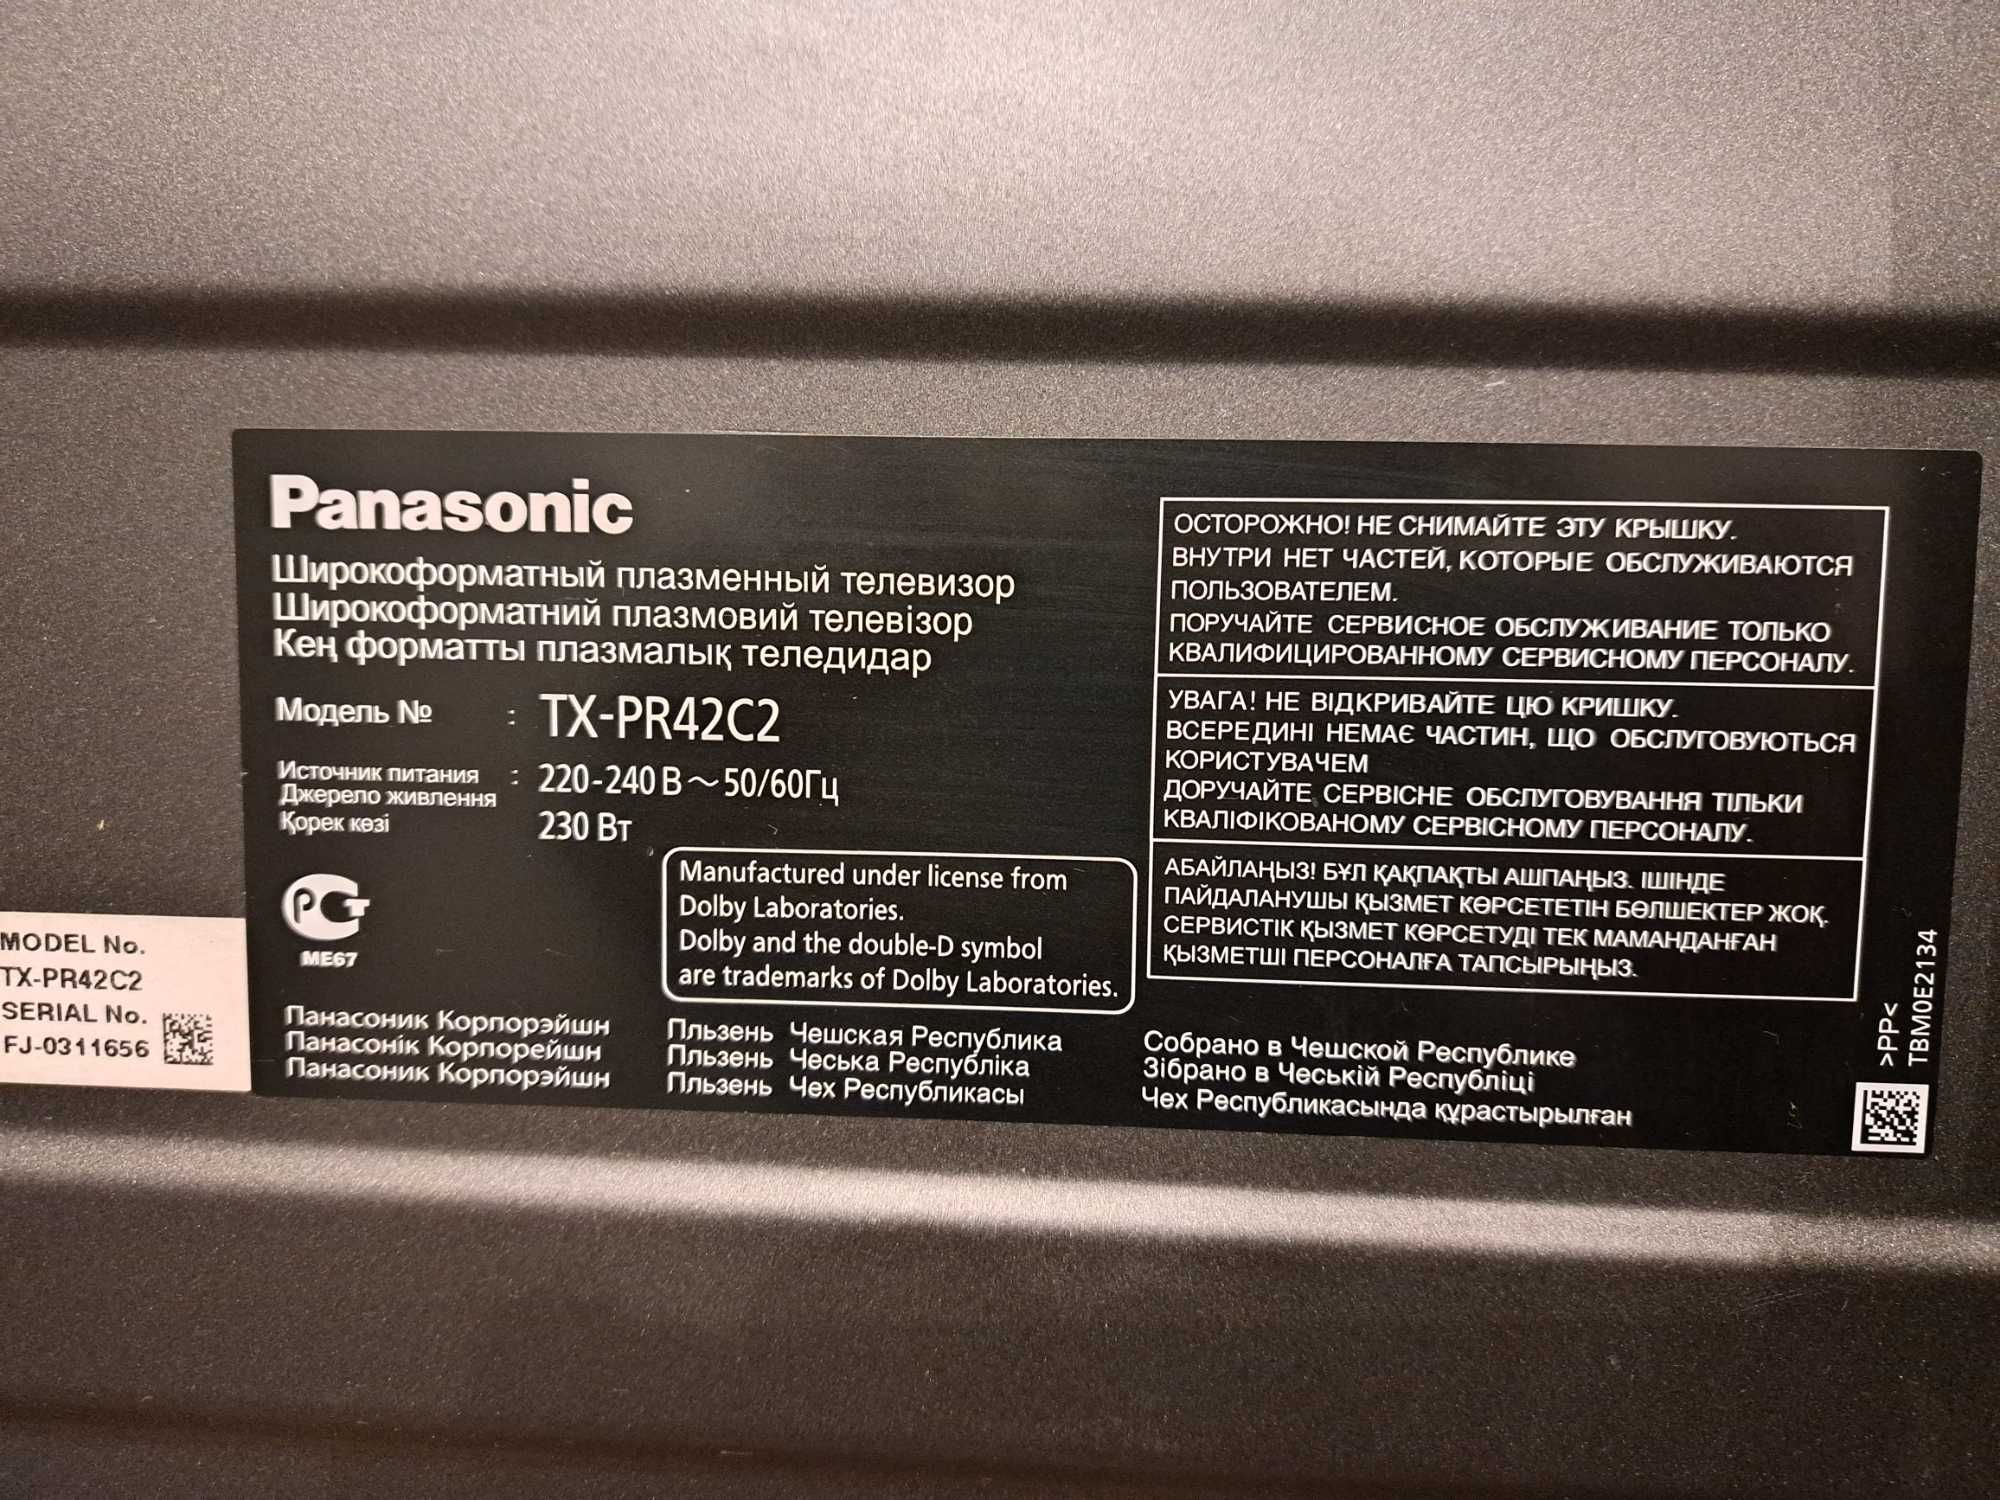 Panasonic
Широкоформатный плазменный телевизор
Широкоформатний плазмовий телевізор
Кең форматты плазмалық теледидар
Модель № : TX-PR42C2
Источник питания : 220-240 В ~ 50/60Гц
Джерело живлення
Қорек көзі 230 Вт
РСТ
ME67
Manufactured under license from
Dolby Laboratories.
Dolby and the double-D symbol
are trademarks of Dolby Laboratories.
ОСТОРОЖНО! НЕ СНИМАЙТЕ ЭТУ КРЫШКУ.
ВНУТРИ НЕТ ЧАСТЕЙ, КОТОРЫЕ ОБСЛУЖИВАЮТСЯ
ПОЛЬЗОВАТЕЛЕМ.
ПОРУЧАЙТЕ СЕРВИСНОЕ ОБСЛУЖИВАНИЕ ТОЛЬКО
КВАЛИФИЦИРОВАННОМУ СЕРВИСНОМУ ПЕРСОНАЛУ.
УВАГА! НЕ ВІДКРИВАЙТЕ ЦЮ КРИШКУ.
ВСЕРЕДИНІ НЕМАЄ ЧАСТИН, ЩО ОБСЛУГОВУЮТЬСЯ
КОРИСТУВАЧЕМ
ДОРУЧАЙТЕ СЕРВІСНЕ ОБСЛУГОВУВАННЯ ТІЛЬКИ
КВАЛІФІКОВАНОМУ СЕРВІСНОМУ ПЕРСОНАЛУ.
АБАЙЛАҢЫЗ! БҰЛ ҚАҚПАҚТЫ АШПАҢЫЗ. ІШІНДЕ
ПАЙДАЛАНУШЫ ҚЫЗМЕТ КӨРСЕТЕТІН БӨЛШЕКТЕР ЖОҚ.
СЕРВИСТІК ҚЫЗМЕТ КӨРСЕТУДІ ТЕК МАМАНДАНҒАН
ҚЫЗМЕТШІ ПЕРСОНАЛҒА ТАПСЫРЫҢЫЗ.
Панасоник Корпорэйшн Пльзень Чешская Республика
Панасонік Корпорейшн Пльзень Чеська Республіка
Панасоник Корпорэйшн Пльзень Чех Республикасы
Собрано в Чешской Республике
Зібрано в Чеській Республіці
Чех Республикасында құрастырылған
>PP<
TBM0E2134
MODEL No.
TX-PR42C2
SERIAL No.
FJ-0311656